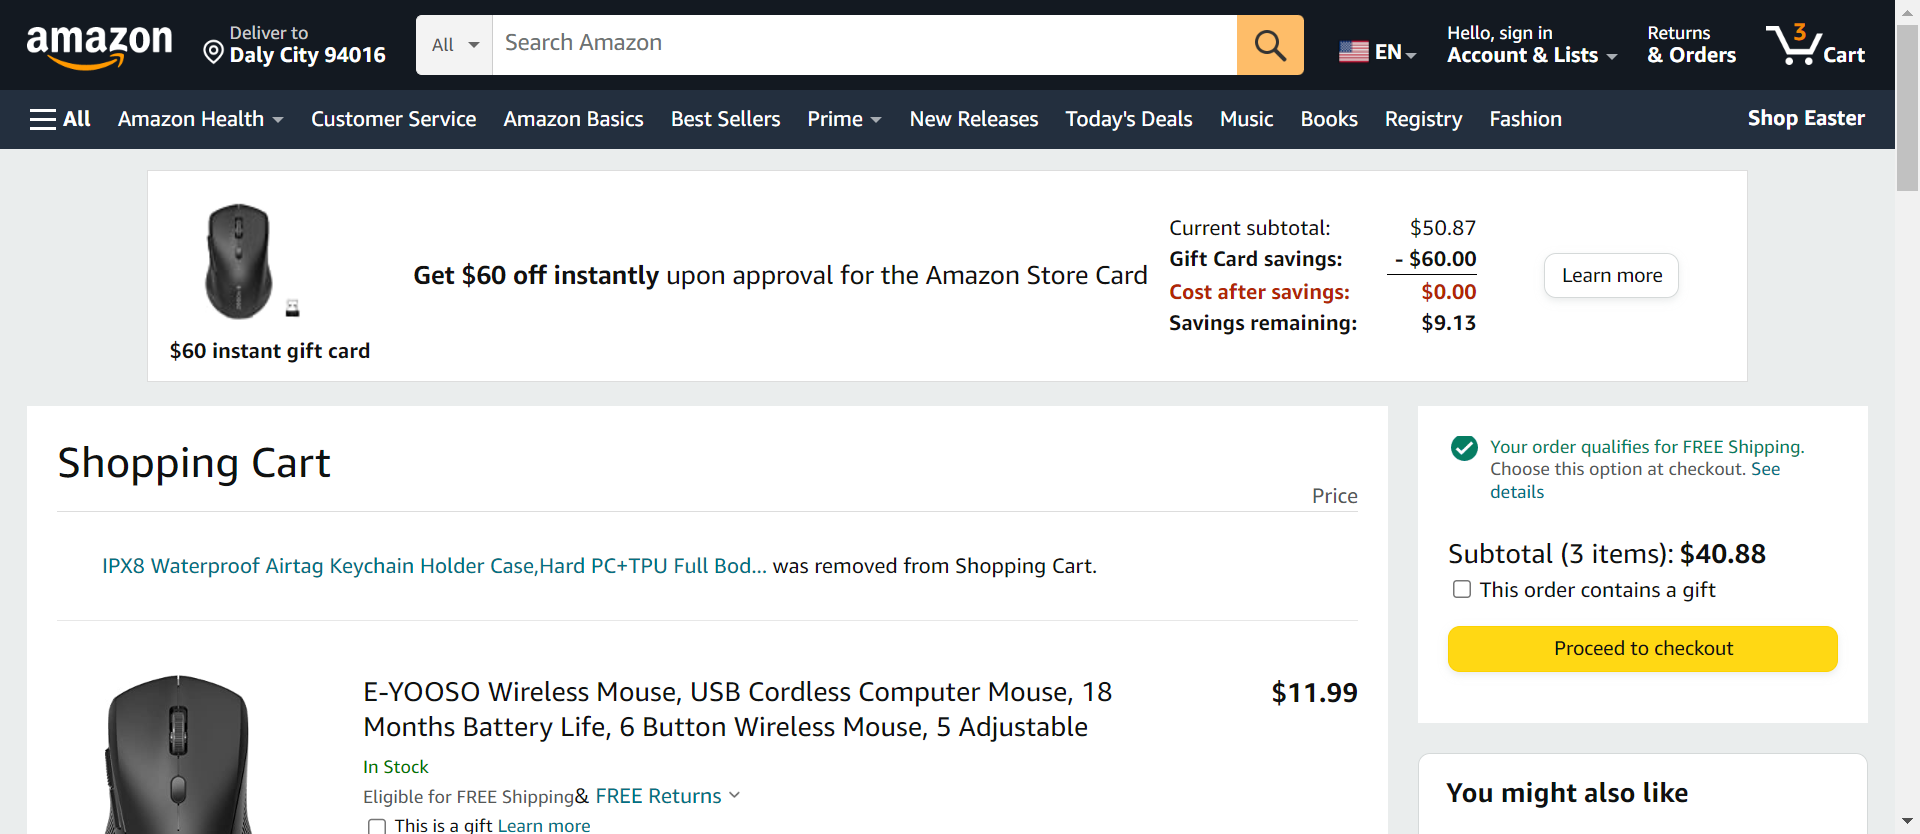 amazon
Deliver to
Daly City 94016
All
Search Amazon
EN
Hello, sign in
Account & Lists
Returns
& Orders
3
Cart
All
Amazon Health
Customer Service
Amazon Basics
Best Sellers
Prime
New Releases
Today's Deals
Music
Books
Registry
Fashion
Shop Easter
$60 instant gift card
Get $60 off instantly upon approval for the Amazon Store Card
Current subtotal: $50.87
Gift Card savings: - $60.00
Cost after savings: $0.00
Savings remaining: $9.13
Learn more
Shopping Cart
Price
IPX8 Waterproof Airtag Keychain Holder Case,Hard PC+TPU Full Bod... was removed from Shopping Cart.
E-YOOSO Wireless Mouse, USB Cordless Computer Mouse, 18
Months Battery Life, 6 Button Wireless Mouse, 5 Adjustable
$11.99
In Stock
Eligible for FREE Shipping& FREE Returns
This is a gift Learn more
Your order qualifies for FREE Shipping.
Choose this option at checkout. See
details
Subtotal (3 items): $40.88
This order contains a gift
Proceed to checkout
You might also like